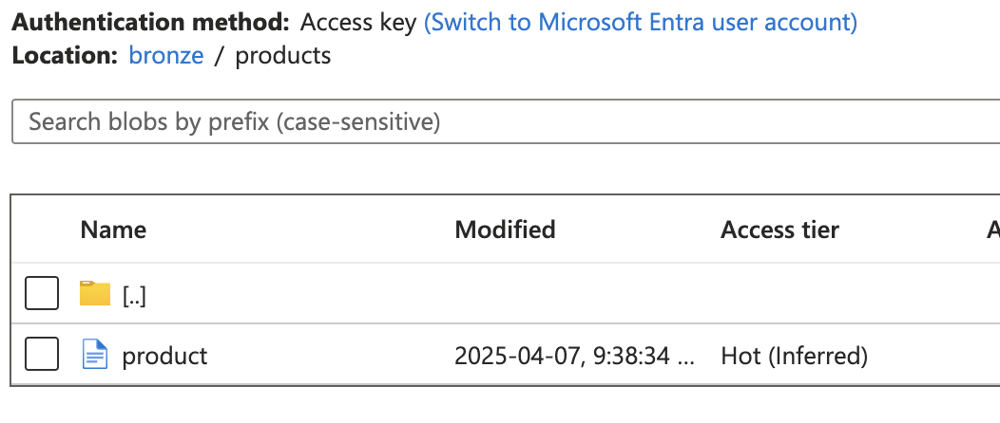 Authentication method: Access key (Switch to Microsoft Entra user account)
Location: bronze / products
Search blobs by prefix (case-sensitive)
Name Modified Access tier A
[..]
product 2025-04-07, 9:38:34 ... Hot (Inferred)